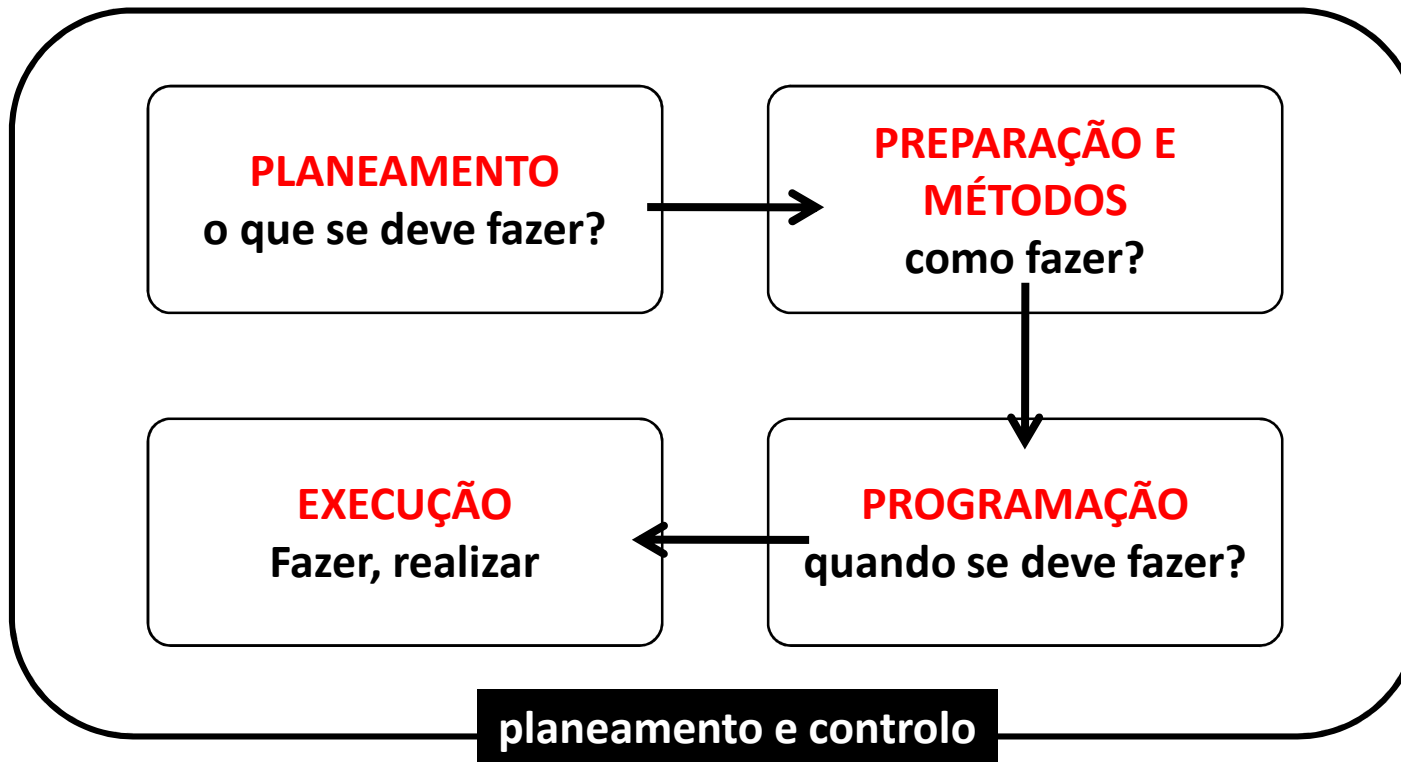 PLANEAMENTO
o que se deve fazer?
PREPARAÇÃO E
MÉTODOS
como fazer?
EXECUÇÃO
Fazer, realizar
PROGRAMAÇÃO
quando se deve fazer?
planeamento e controlo